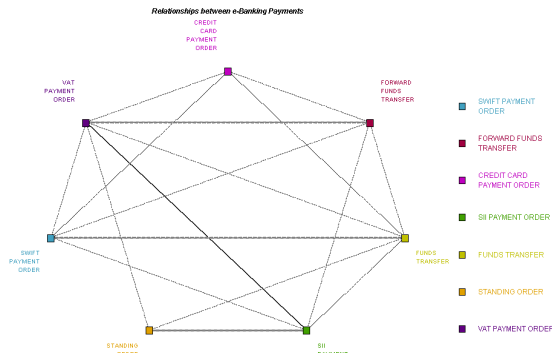 Relationships between e-Banking Payments
CREDIT
CARD
PAYMENT
ORDER
VAT
PAYMENT
ORDER
FORWARD
FUNDS
TRANSFER
SWIFT
PAYMENT
ORDER
FUNDS
TRANSFER
STANDING
ORDER
SII
PAYMENT
SWIFT PAYMENT
ORDER
FORWARD FUNDS
TRANSFER
CREDIT CARD
PAYMENT ORDER
SII PAYMENT ORDER
FUNDS TRANSFER
STANDING ORDER
VAT PAYMENT ORDER